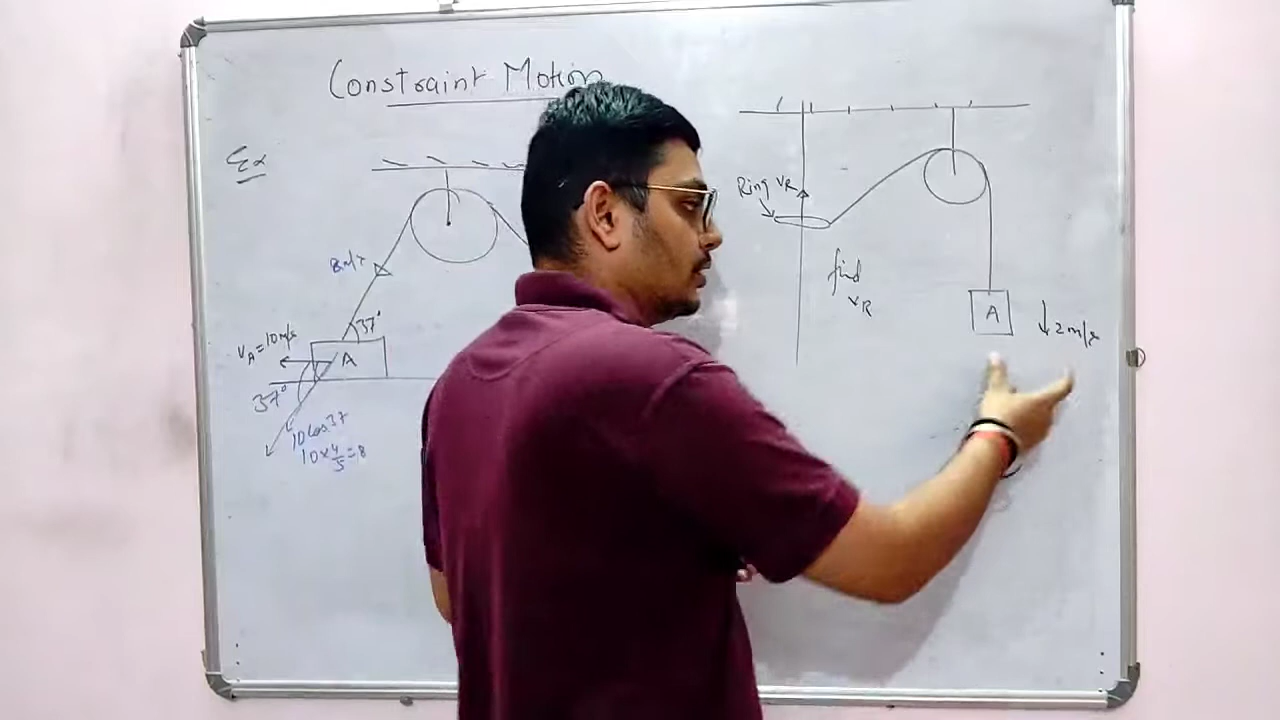 Constraint Motion
Ex
8m/s
37°
VA = 10m/s
A
37°
10 Cos 37
10 × 4/5 = 8
Ring
VR
find
VR
A
2 m/s